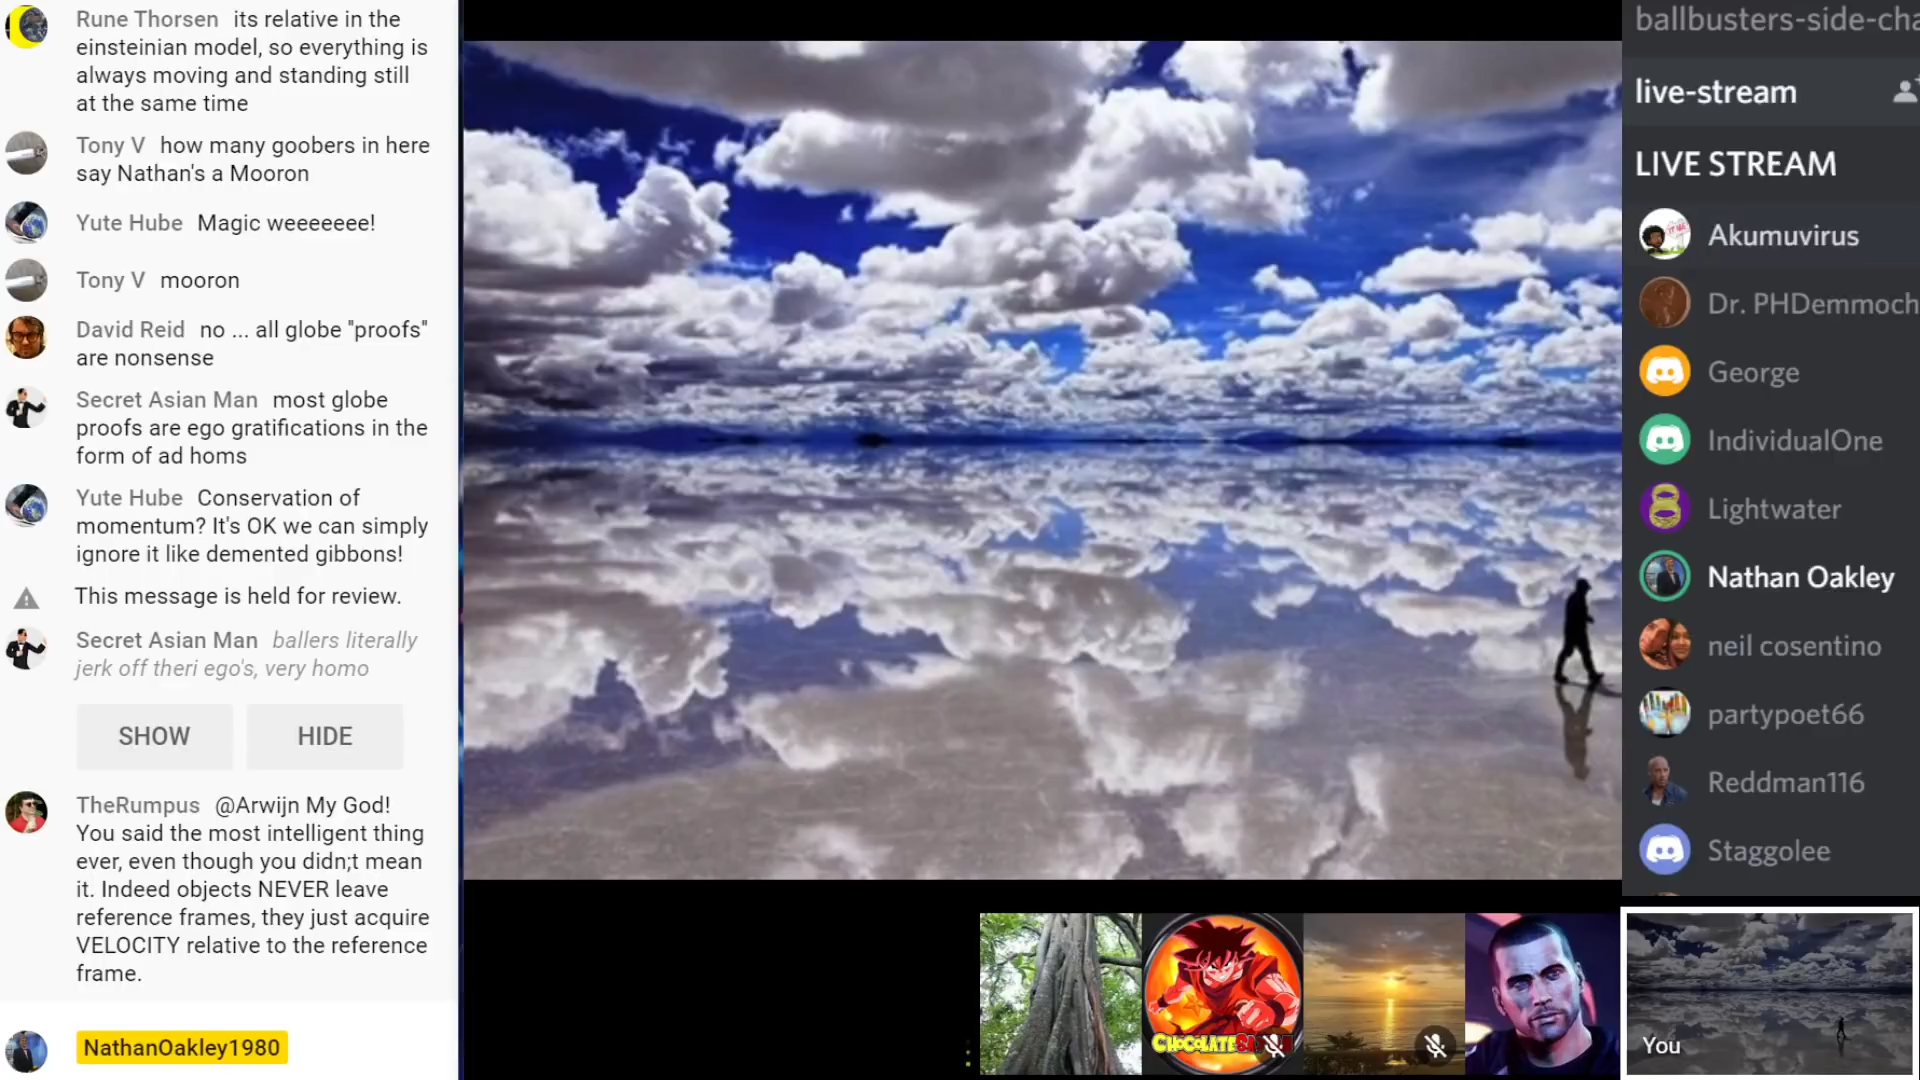 Rune Thorsen its relative in the
einsteinian model, so everything is
always moving and standing still
at the same time
Tony V how many goobers in here
say Nathan's a Mooron
Yute Hube Magic weeeeeee!
Tony V mooron
David Reid no ... all globe "proofs"
are nonsense
Secret Asian Man most globe
proofs are ego gratifications in the
form of ad homs
Yute Hube Conservation of
momentum? It's OK we can simply
ignore it like demented gibbons!
This message is held for review.
Secret Asian Man ballers literally
jerk off theri ego's, very homo
SHOW HIDE
TheRumpus @Arwijn My God!
You said the most intelligent thing
ever, even though you didn;t mean
it. Indeed objects NEVER leave
reference frames, they just acquire
VELOCITY relative to the reference
frame.
NathanOakley1980
ballbusters-side-cha
live-stream
LIVE STREAM
Akumuvirus
Dr. PHDemmoch
George
IndividualOne
Lightwater
Nathan Oakley
neil cosentino
partypoet66
Reddman116
Staggolee
You